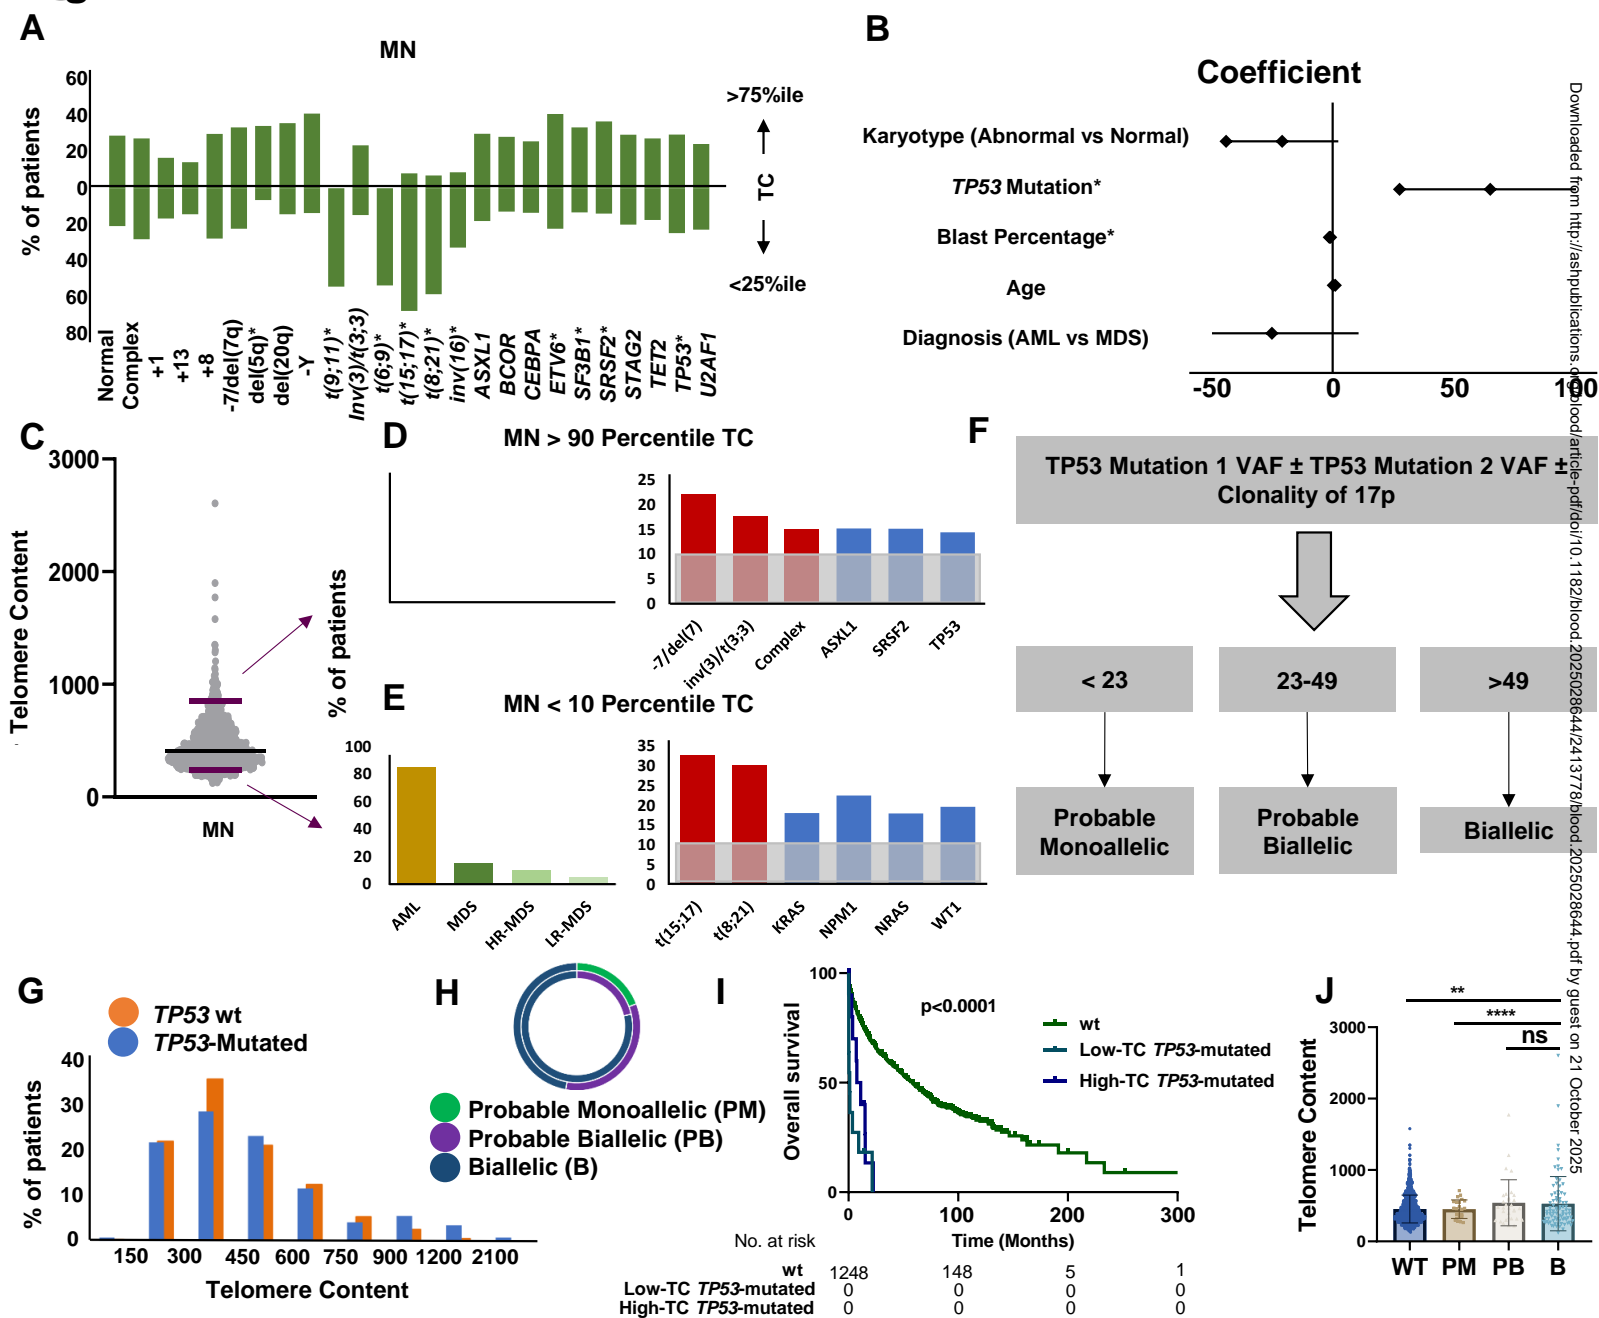 A
MN
% of patients
60
40
20
0
20
40
60
80
>75%ile
TC
<25%ile
Normal
Complex
+1
+13
+8
-7/del(7q)
del(5q)*
del(20q)
-Y
t(9;11)*
Inv(3)/t(3;3)
t(6;9)*
t(15;17)*
t(8;21)*
inv(16)*
ASXL1
BCOR
CEBPA
ETV6*
SF3B1*
SRSF2*
STAG2
TET2
TP53*
U2AF1
B
Coefficient
Karyotype (Abnormal vs Normal)
TP53 Mutation*
Blast Percentage*
Age
Diagnosis (AML vs MDS)
-50
0
50
100
C
Telomere Content
3000
2000
1000
0
MN
D
MN > 90 Percentile TC
% of patients
25
20
15
10
5
0
-7/del(7)
inv(3)/t(3;3)
Complex
ASXL1
SRSF2
TP53
E
MN < 10 Percentile TC
100
80
60
40
20
0
AML
MDS
HR-MDS
LR-MDS
35
30
25
20
15
10
5
0
t(15;17)
t(8;21)
KRAS
NPM1
NRAS
WT1
F
TP53 Mutation 1 VAF ± TP53 Mutation 2 VAF ±
Clonality of 17p
< 23
23-49
>49
Probable
Monoallelic
Probable
Biallelic
Biallelic
G
TP53 wt
TP53-Mutated
% of patients
40
30
20
10
0
150 300 450 600 750 900 1200 2100
Telomere Content
H
Probable Monoallelic (PM)
Probable Biallelic (PB)
Biallelic (B)
I
Overall survival
100
50
0
p<0.0001
wt
Low-TC TP53-mutated
High-TC TP53-mutated
0 100 200 300
No. at risk
Time (Months)
wt 1248 148 5 1
Low-TC TP53-mutated 0 0 0 0
High-TC TP53-mutated 0 0 0 0
J
**
****
ns
Telomere Content
3000
2000
1000
0
WT PM PB B
Downloaded from http://ashpublications.org/blood/article-pdf/doi/10.1182/blood.2025028644/2413778/blood.2025028644.pdf by guest on 21 October 2025